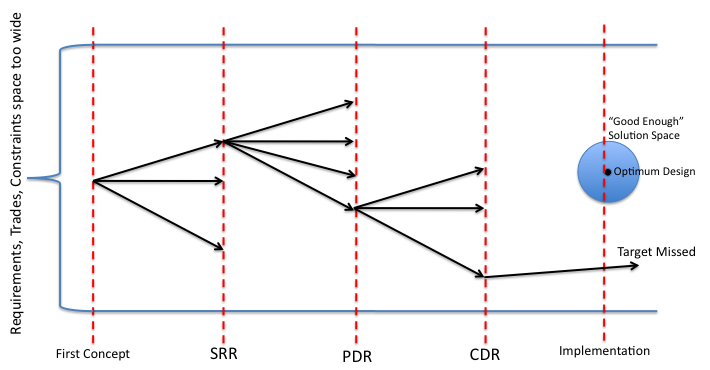 Requirements, Trades, Constraints space too wide
“Good Enough”
Solution Space
Optimum Design
Target Missed
First Concept
SRR
PDR
CDR
Implementation